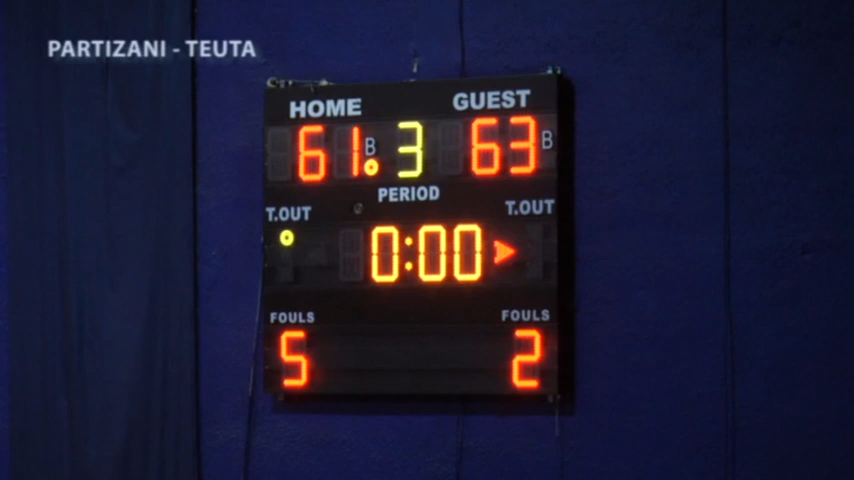 PARTIZANI - TEUTA
HOME GUEST
61 B 3 63 B
PERIOD
T.OUT T.OUT
0:00
FOULS FOULS
5 2